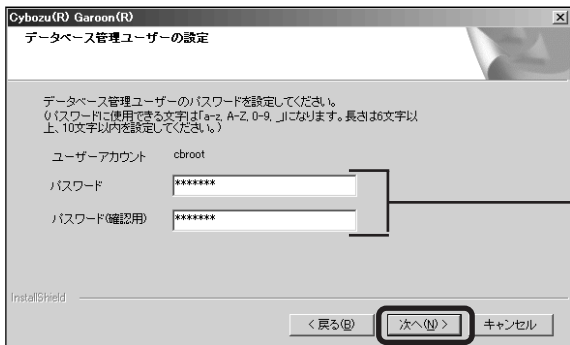 Cybozu(R) Garoon(R)
データベース管理ユーザーの設定
データベース管理ユーザーのパスワードを設定してください。
(パスワードに使用できる文字は「a-z, A-Z, 0-9, _」になります。長さは6文字以
上、10文字以内を設定してください。)
ユーザーアカウント cbroot
パスワード *******
パスワード(確認用) *******
InstallShield
< 戻る(B) 次へ(N) > キャンセル